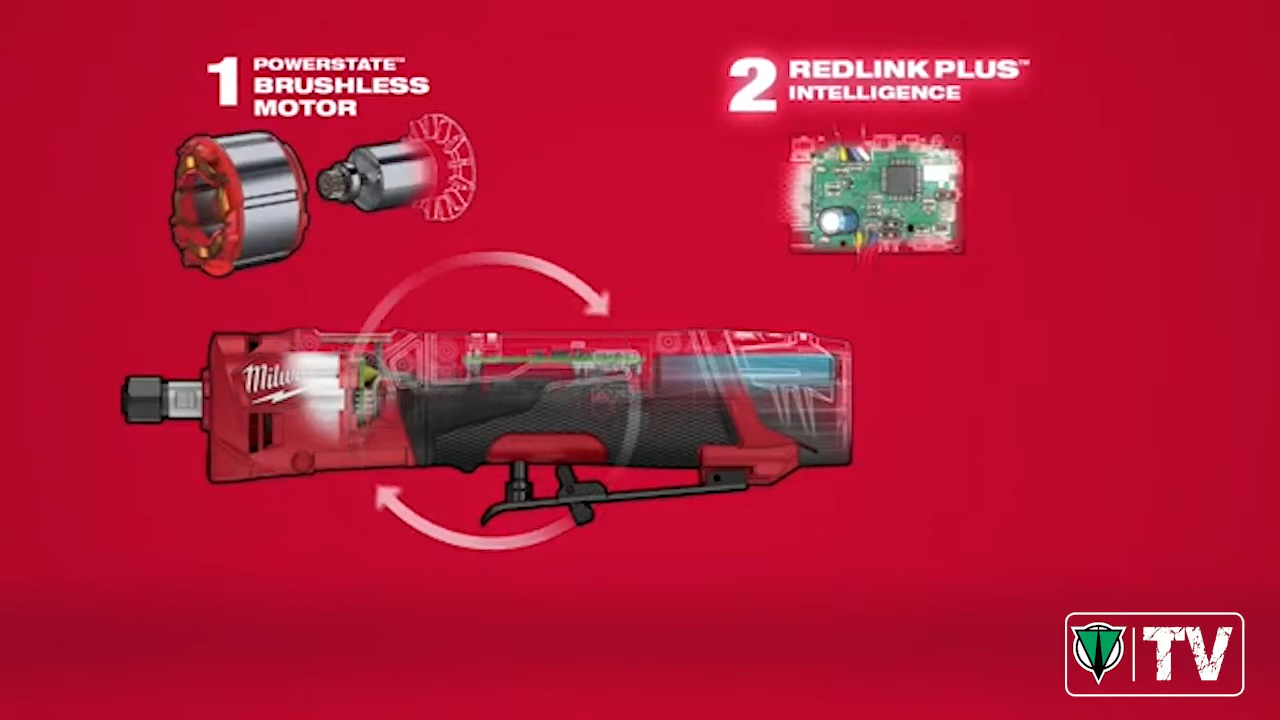 1 POWERSTATE™
BRUSHLESS
MOTOR
2 REDLINK PLUS™
INTELLIGENCE
TV